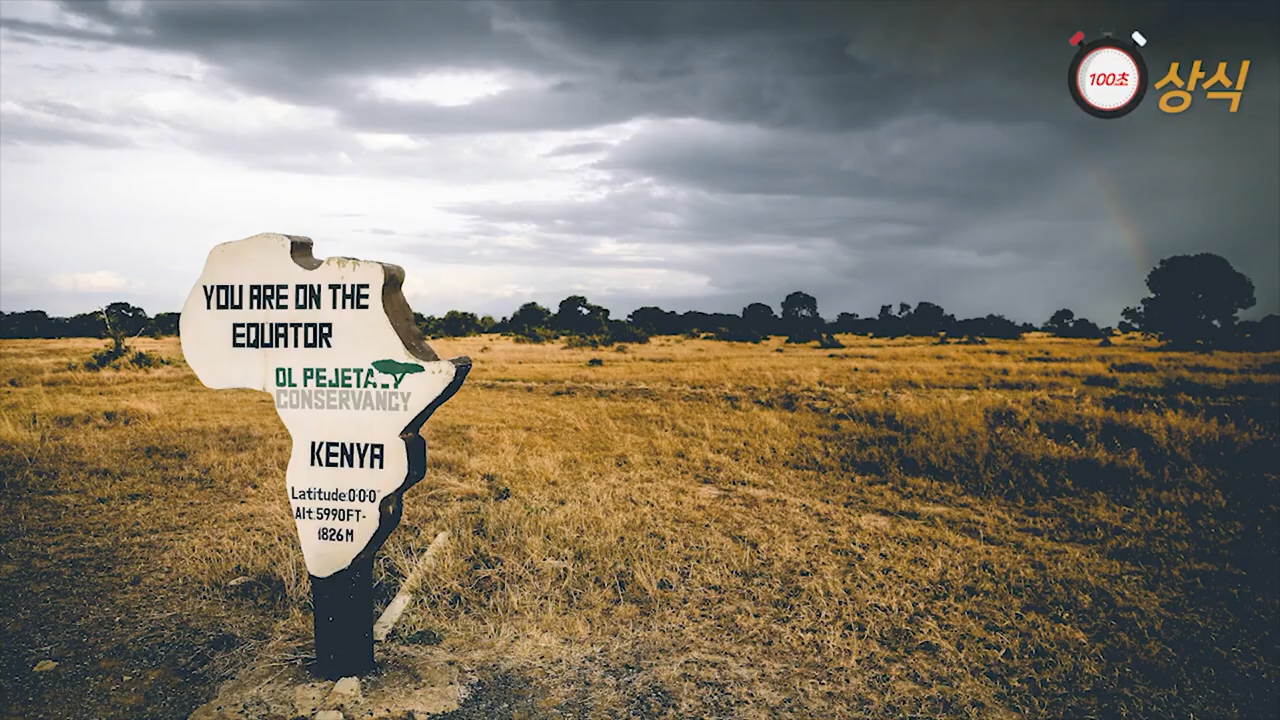 100초 상식
YOU ARE ON THE
EQUATOR
OL PEJETA
CONSERVANCY
KENYA
Latitude:0·0·0"
Alt:5990FT-
1826M